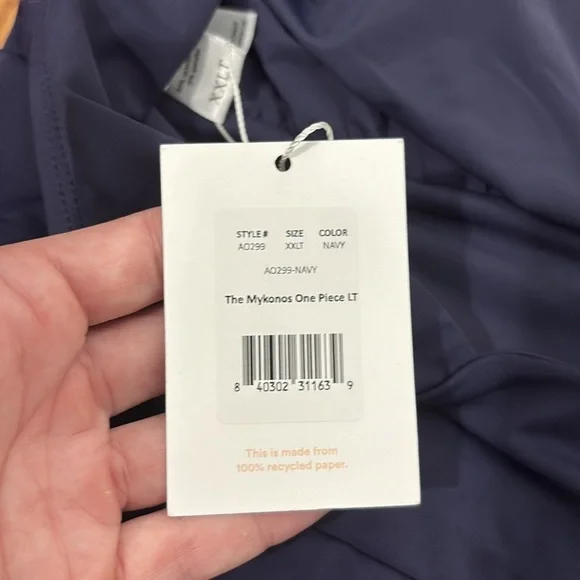 XXLT
STYLE # SIZE COLOR
AO299 XXLT NAVY
AO299-NAVY
The Mykonos One Piece LT
8 40302 31163 9
This is made from
100% recycled paper.